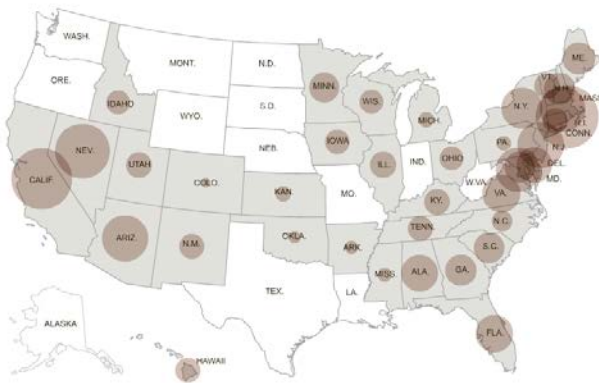 WASH.
ORE.
IDAHO
MONT.
N.D.
MINN.
ME.
S.D.
WIS.
VT.
N.H.
WYO.
MICH.
N.Y.
MASS
R.I.
CONN.
NEV.
UTAH
NEB.
IOWA
PA.
N.J.
CALIF.
COLO.
ILL.
IND.
OHIO
DEL.
MD.
KAN.
MO.
W.VA.
VA.
KY.
ARIZ.
N.M.
OKLA.
ARK.
TENN.
N.C.
S.C.
TEX.
LA.
MISS.
ALA.
GA.
ALASKA
HAWAII
FLA.